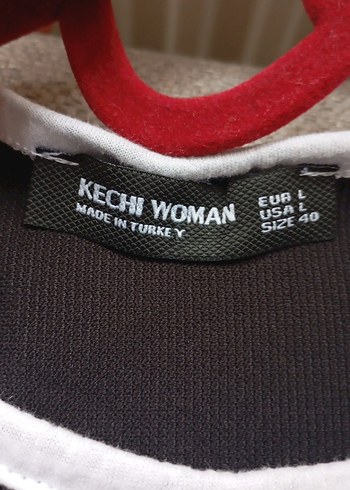 KECHI WOMAN
MADE IN TURKEY
EUR L
USA L
SIZE 40